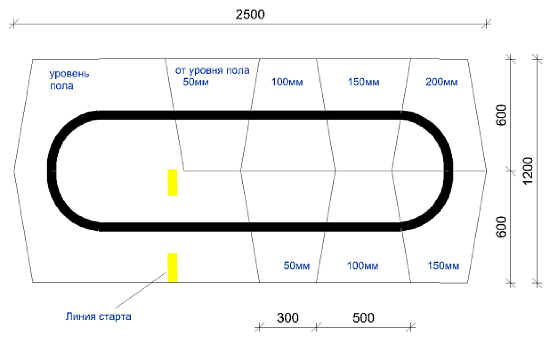 2500
уровень
пола
от уровня пола
50мм
100мм
150мм
200мм
600
1200
600
50мм
100мм
150мм
Линия старта
300
500